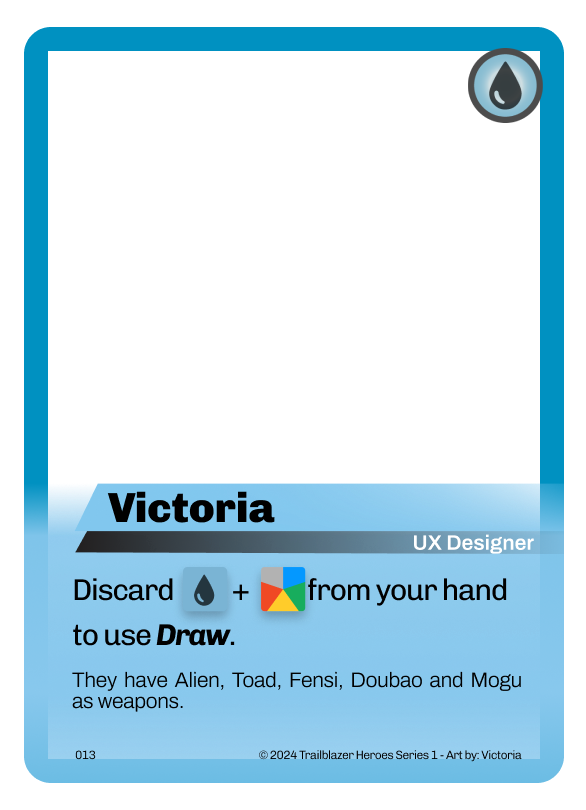 Victoria
UX Designer
Discard + from your hand
to use Draw.
They have Alien, Toad, Fensi, Doubao and Mogu
as weapons.
013 © 2024 Trailblazer Heroes Series 1 - Art by: Victoria